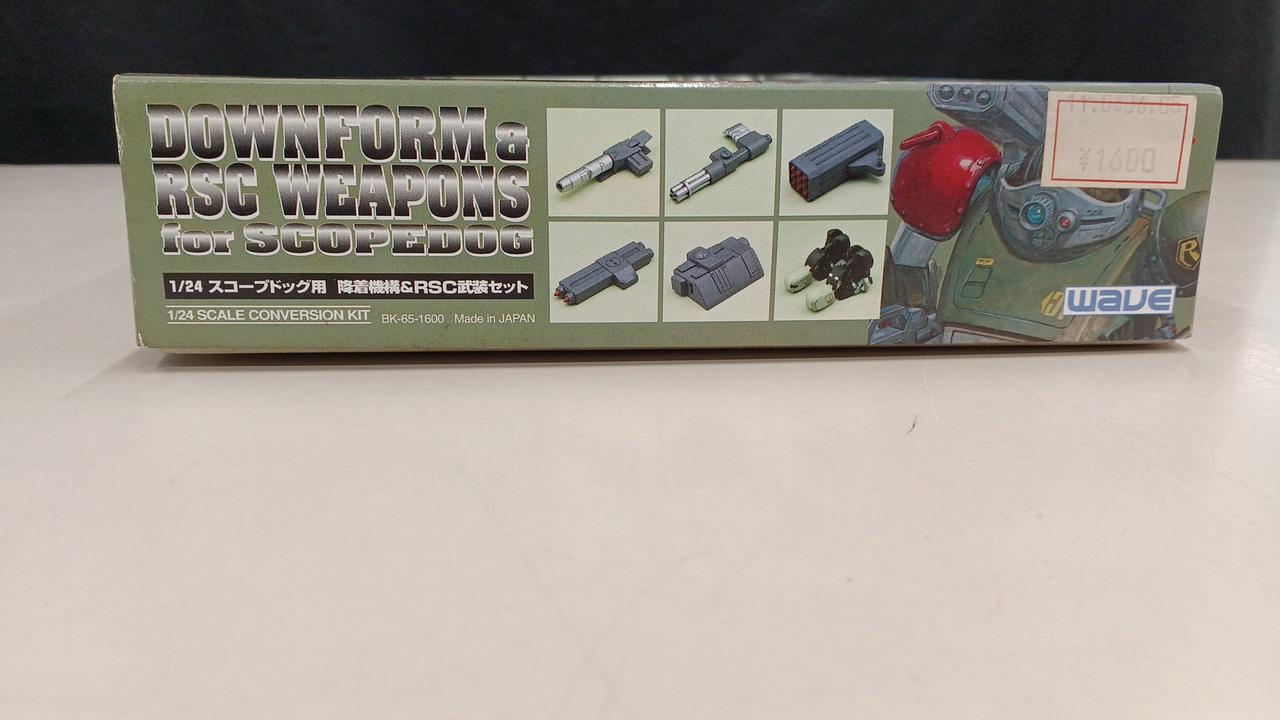 DOWNFORM &
RSC WEAPONS
for SCOPEDOG
1/24 スコープドッグ用 降着機構&RSC武装セット
1/24 SCALE CONVERSION KIT BK-65-1600 Made in JAPAN
¥1600
R
wave